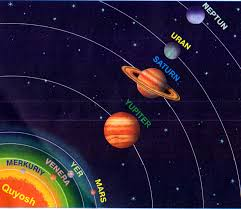 NEPTUN
URAN
SATURN
YUPITER
MARS
YER
VENERA
MERKURIY
Quyosh